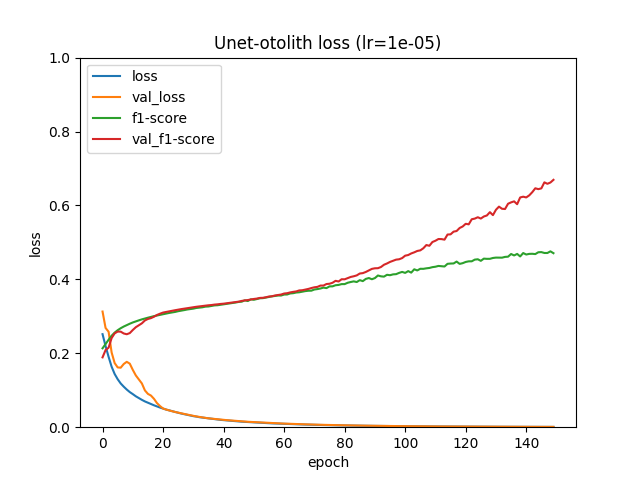 Unet-otolith loss (lr=1e-05)
1.0
0.8
0.6
0.4
0.2
0.0
loss
loss
val_loss
f1-score
val_f1-score
0 20 40 60 80 100 120 140
epoch